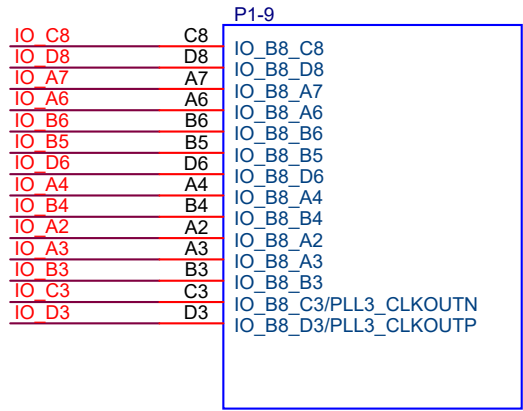 P1-9
IO_C8 C8 IO_B8_C8
IO_D8 D8 IO_B8_D8
IO_A7 A7 IO_B8_A7
IO_A6 A6 IO_B8_A6
IO_B6 B6 IO_B8_B6
IO_B5 B5 IO_B8_B5
IO_D6 D6 IO_B8_D6
IO_A4 A4 IO_B8_A4
IO_B4 B4 IO_B8_B4
IO_A2 A2 IO_B8_A2
IO_A3 A3 IO_B8_A3
IO_B3 B3 IO_B8_B3
IO_C3 C3 IO_B8_C3/PLL3_CLKOUTN
IO_D3 D3 IO_B8_D3/PLL3_CLKOUTP